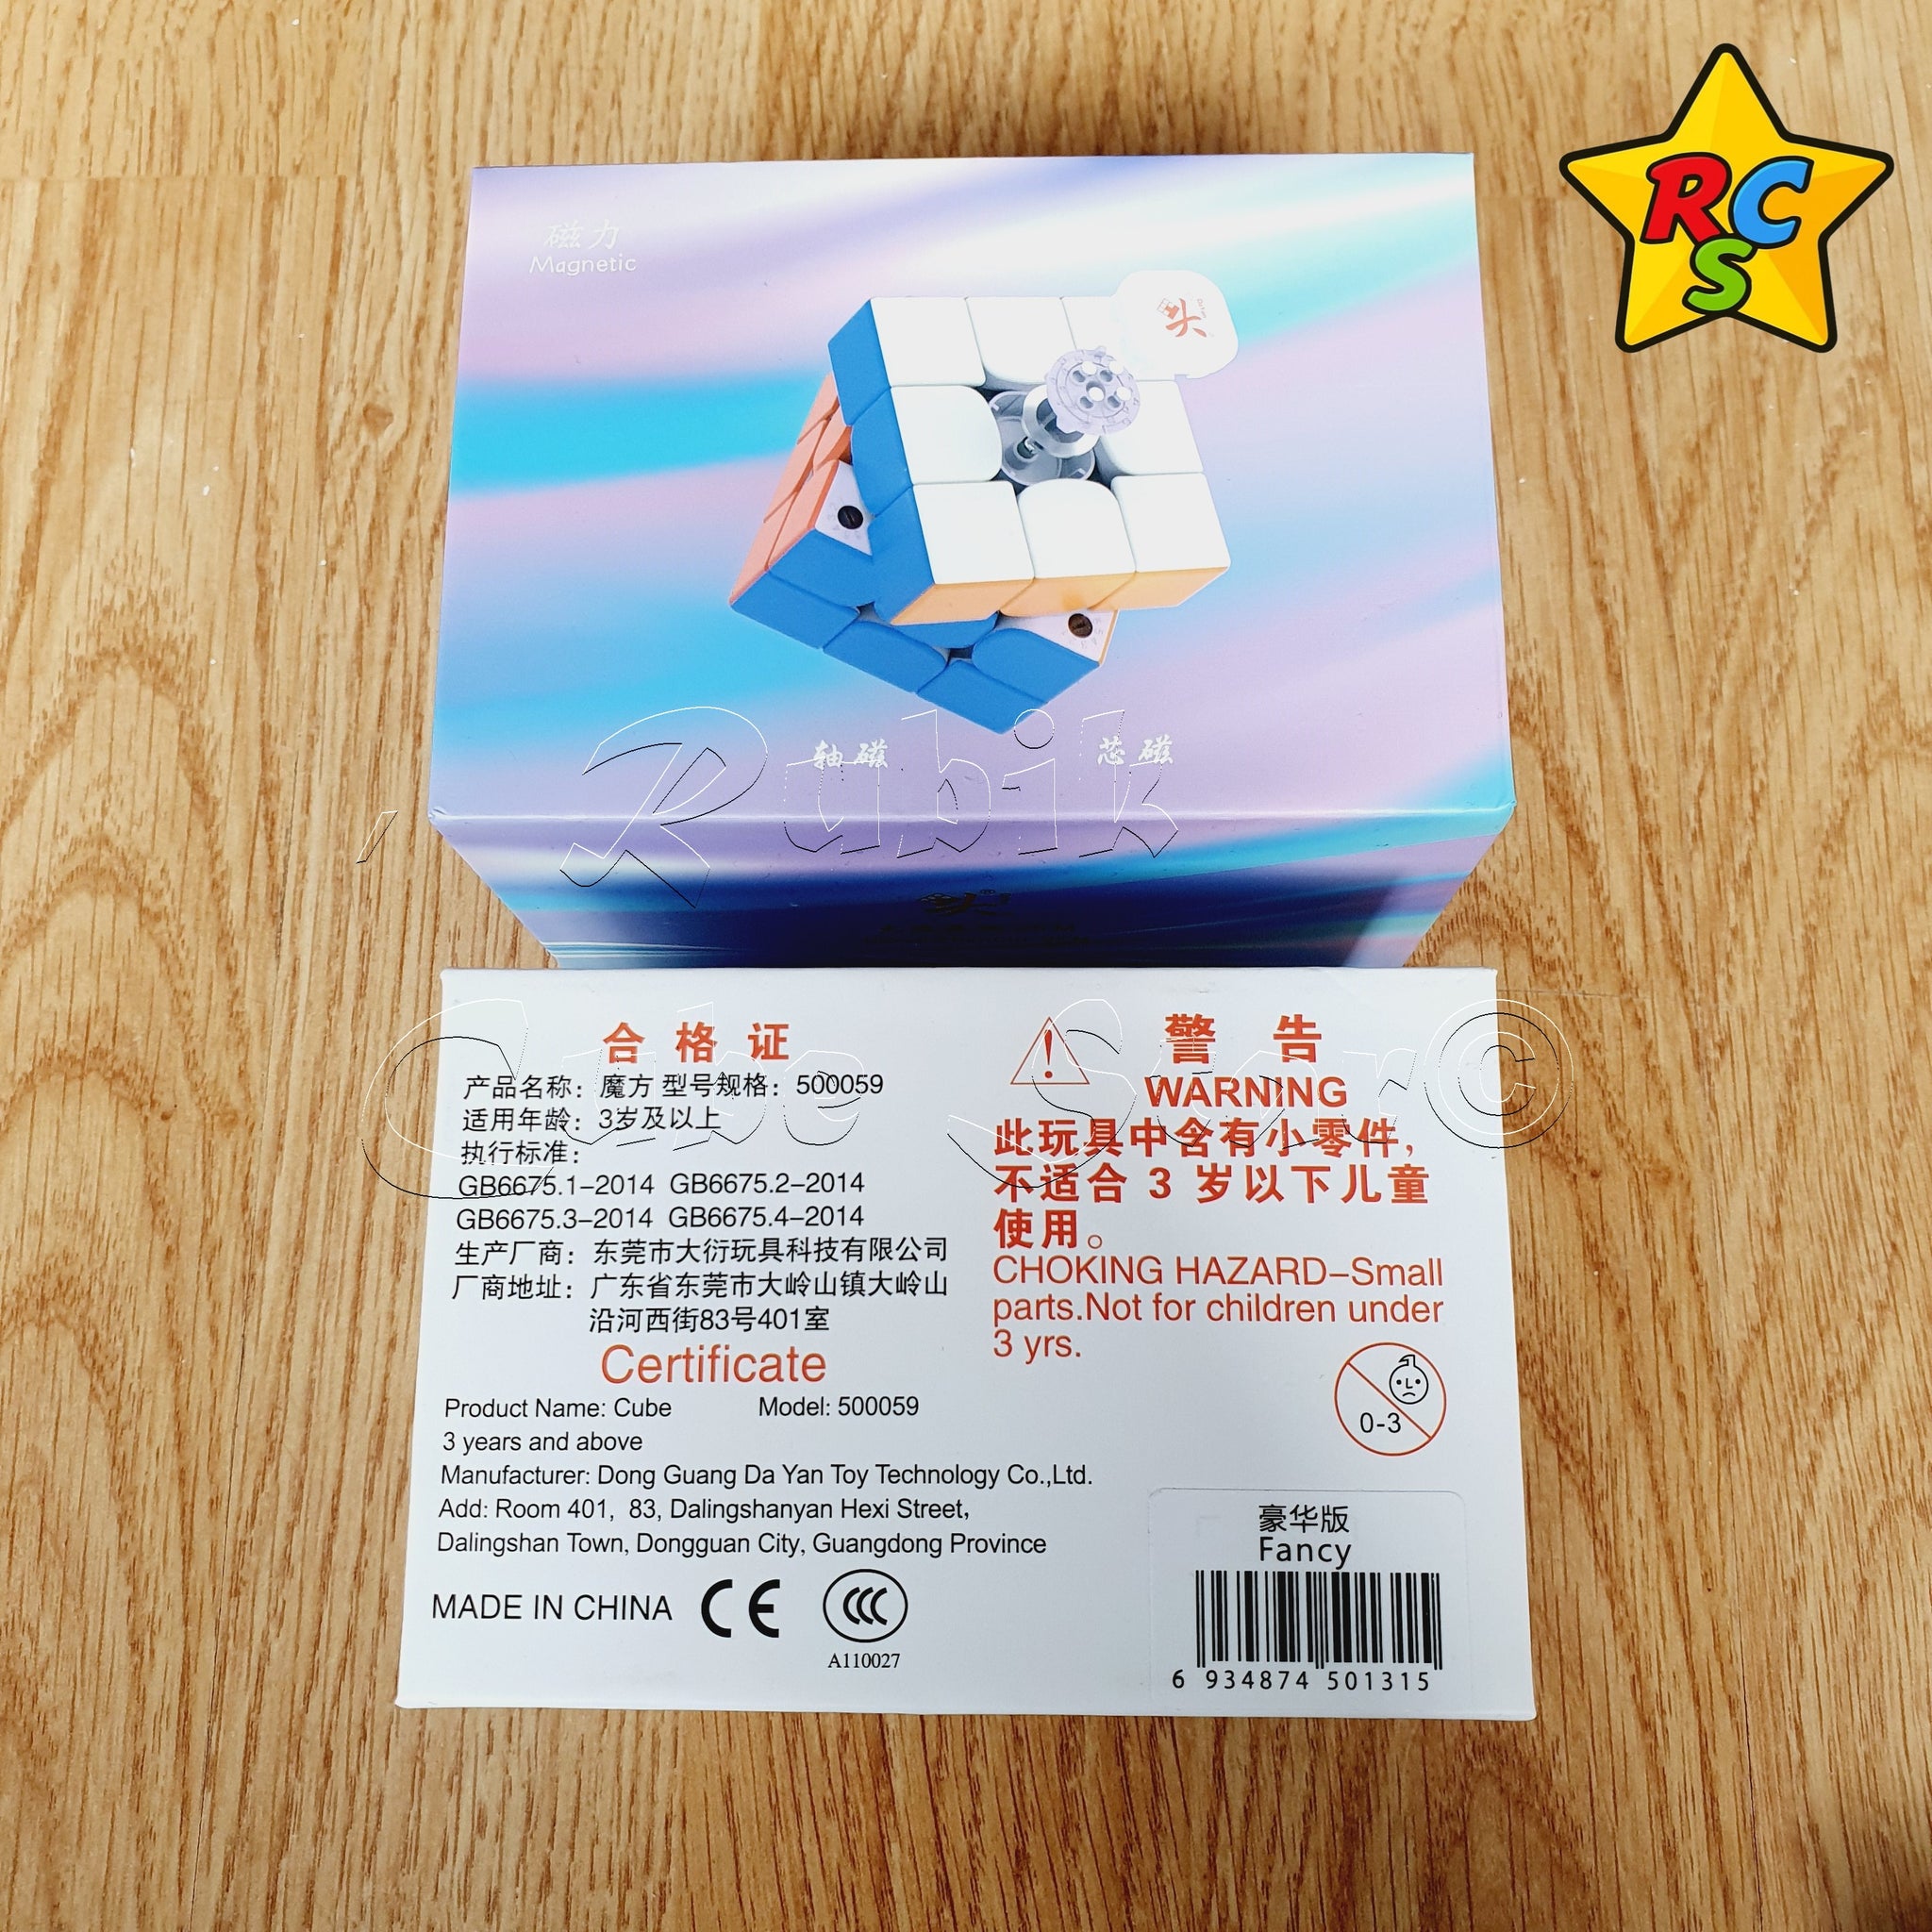 RC
S
磁力
Magnetic
头
轴磁 芯磁
Rubik
Cube Stor©
合格证
产品名称：魔方 型号规格：500059
适用年龄：3岁及以上
执行标准：
GB6675.1-2014 GB6675.2-2014
GB6675.3-2014 GB6675.4-2014
生产厂商：东莞市大衍玩具科技有限公司
厂商地址：广东省东莞市大岭山镇大岭山
沿河西街83号401室
Certificate
Product Name: Cube Model: 500059
3 years and above
Manufacturer: Dong Guang Da Yan Toy Technology Co.,Ltd.
Add: Room 401, 83, Dalingshanyan Hexi Street,
Dalingshan Town, Dongguan City, Guangdong Province
MADE IN CHINA CE CCC
A110027
警告
WARNING
此玩具中含有小零件，
不适合 3 岁以下儿童
使用。
CHOKING HAZARD-Small
parts.Not for children under
3 yrs.
0-3
豪华版
Fancy
6 934874 501315